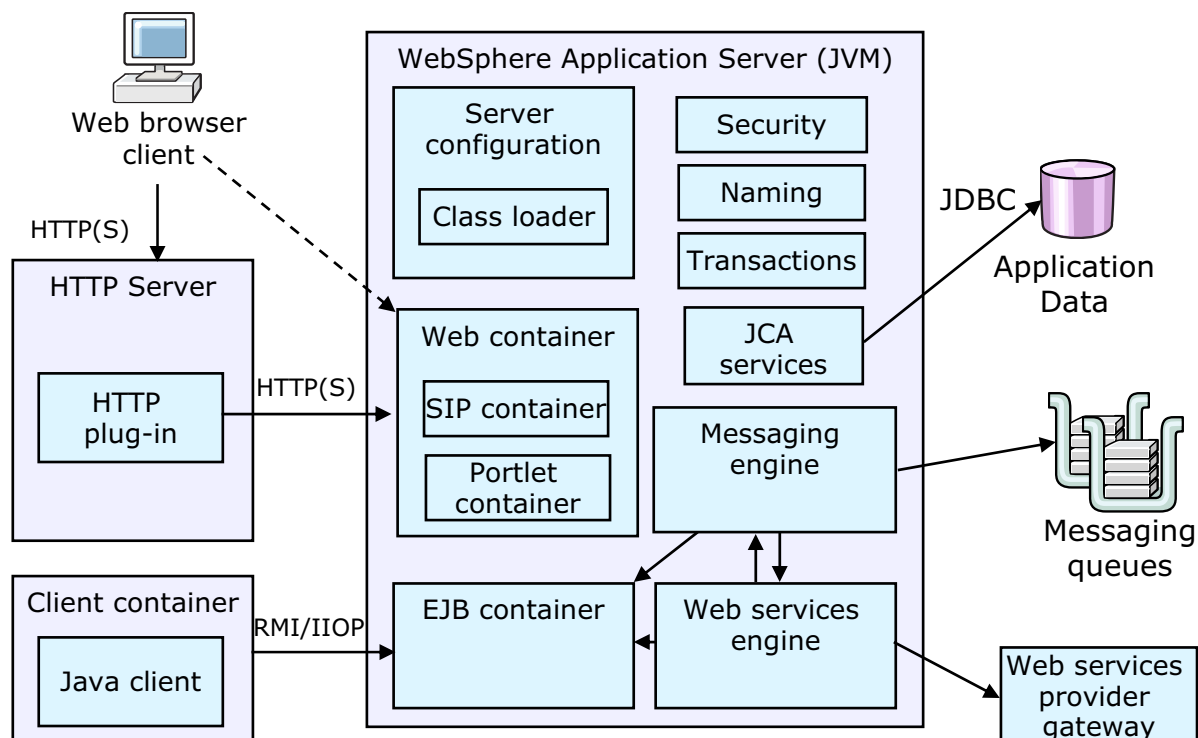 WebSphere Application Server (JVM)
Web browser
client
HTTP(S)
HTTP Server
HTTP
plug-in
HTTP(S)
Client container
Java client
RMI/IIOP
Server
configuration
Class loader
Web container
SIP container
Portlet
container
EJB container
Security
Naming
Transactions
JCA
services
Messaging
engine
Web services
engine
JDBC
Application
Data
Messaging
queues
Web services
provider
gateway